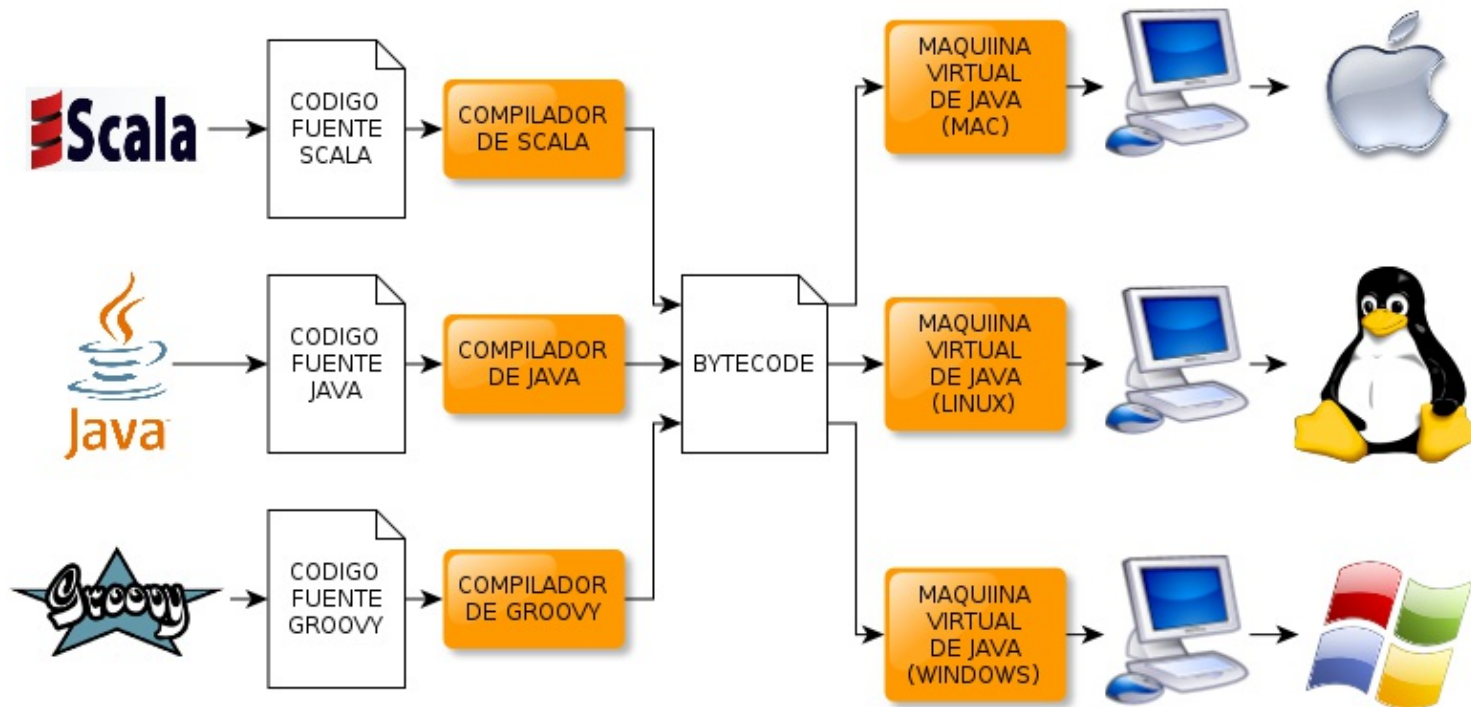 Scala
CODIGO
FUENTE
SCALA
COMPILADOR
DE SCALA
MAQUIINA
VIRTUAL
DE JAVA
(MAC)
Java
CODIGO
FUENTE
JAVA
COMPILADOR
DE JAVA
BYTECODE
MAQUIINA
VIRTUAL
DE JAVA
(LINUX)
Groovy
CODIGO
FUENTE
GROOVY
COMPILADOR
DE GROOVY
MAQUIINA
VIRTUAL
DE JAVA
(WINDOWS)